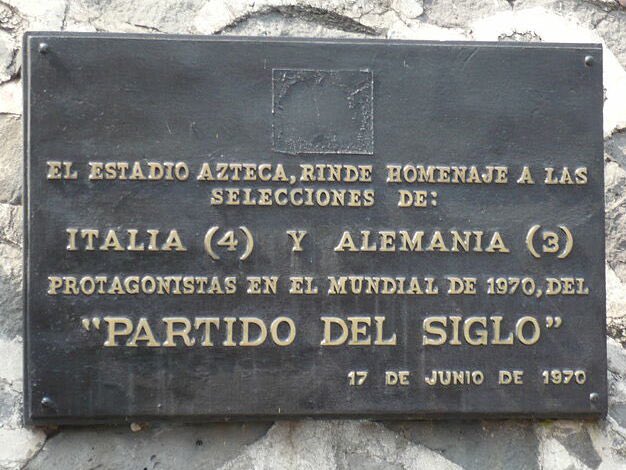 EL ESTADIO AZTECA, RINDE HOMENAJE A LAS
SELECCIONES DE:
ITALIA (4) Y ALEMANIA (3)
PROTAGONISTAS EN EL MUNDIAL DE 1970, DEL
"PARTIDO DEL SIGLO"
17 DE JUNIO DE 1970